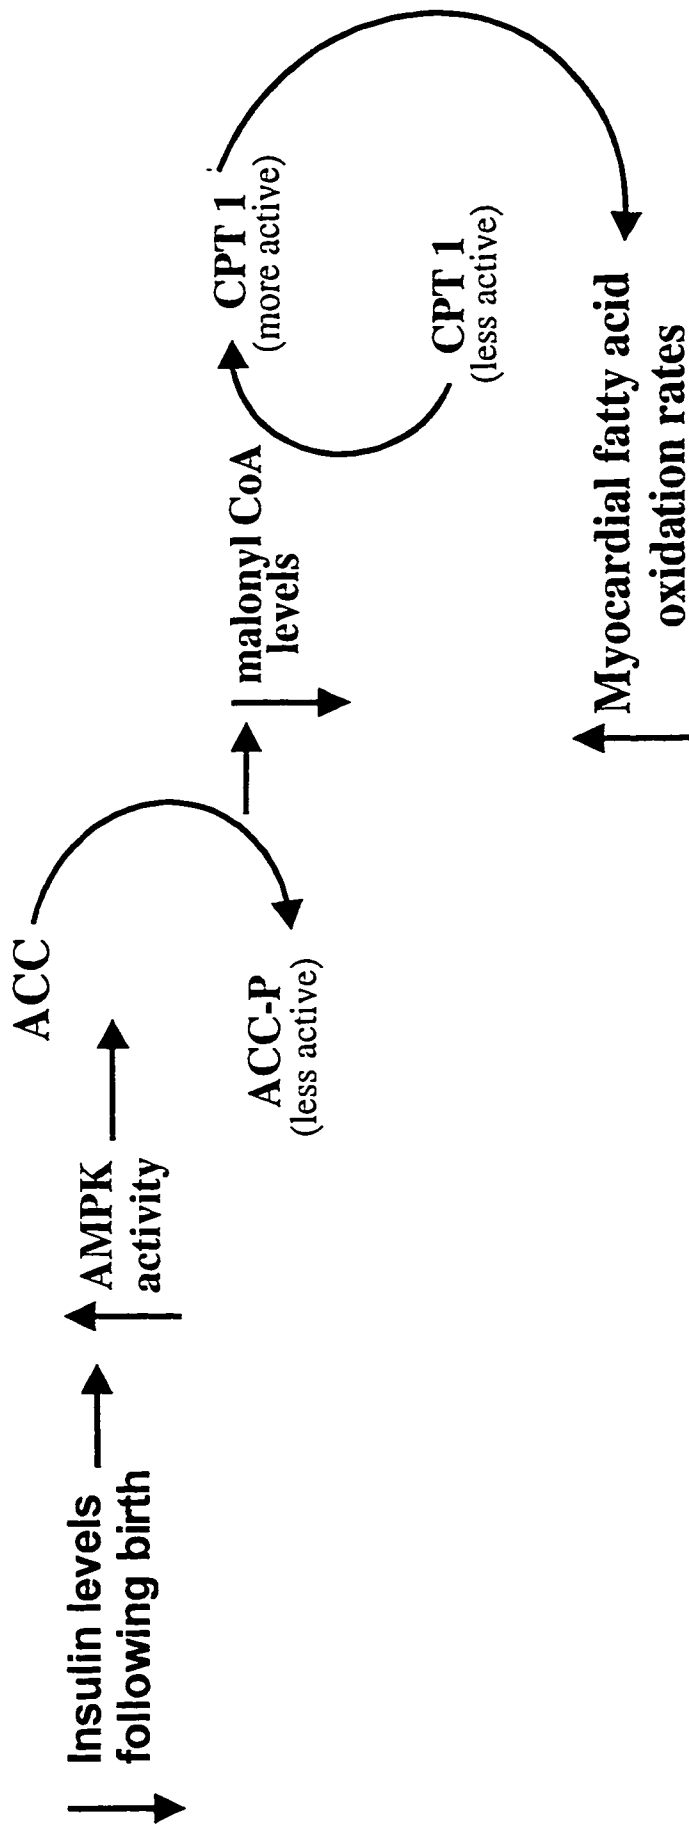 Insulin levels
following birth
AMPK
activity
ACC
ACC-P
(less active)
malonyl CoA
levels
CPT 1
(more active)
CPT 1
(less active)
Myocardial fatty acid
oxidation rates